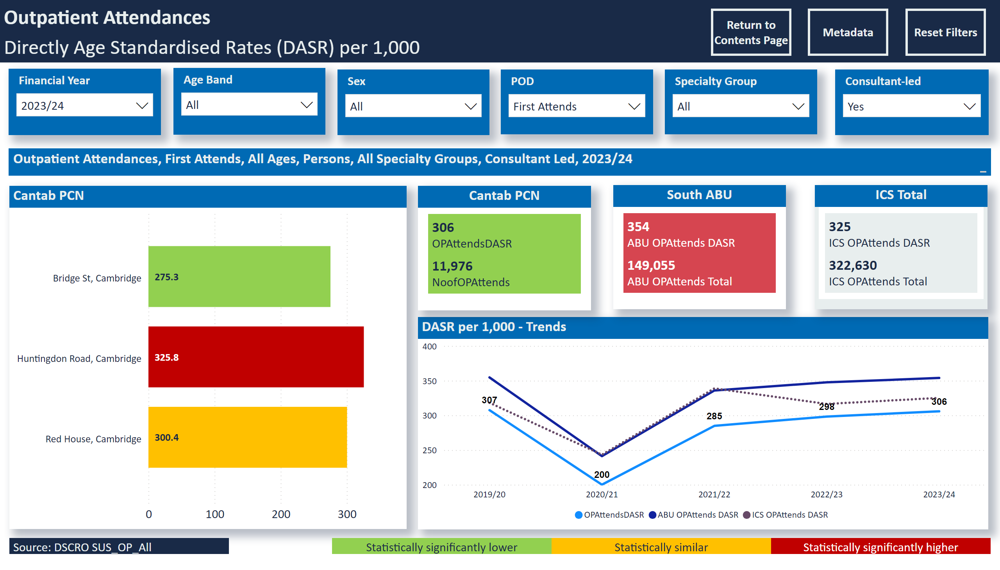 Outpatient Attendances
Directly Age Standardised Rates (DASR) per 1,000
Return to
Contents Page
Metadata
Reset Filters
Financial Year
2023/24
Age Band
All
Sex
All
POD
First Attends
Specialty Group
All
Consultant-led
Yes
Outpatient Attendances, First Attends, All Ages, Persons, All Specialty Groups, Consultant Led, 2023/24
Cantab PCN
Bridge St, Cambridge
275.3
Huntingdon Road, Cambridge
325.8
Red House, Cambridge
300.4
0 100 200 300
Cantab PCN
306
OPAttendsDASR
11,976
NoofOPAttends
South ABU
354
ABU OPAttends DASR
149,055
ABU OPAttends Total
ICS Total
325
ICS OPAttends DASR
322,630
ICS OPAttends Total
DASR per 1,000 - Trends
400
350
300
250
200
307
200
285
298
306
2019/20 2020/21 2021/22 2022/23 2023/24
OPAttendsDASR ABU OPAttends DASR ICS OPAttends DASR
Source: DSCRO SUS_OP_All
Statistically significantly lower
Statistically similar
Statistically significantly higher